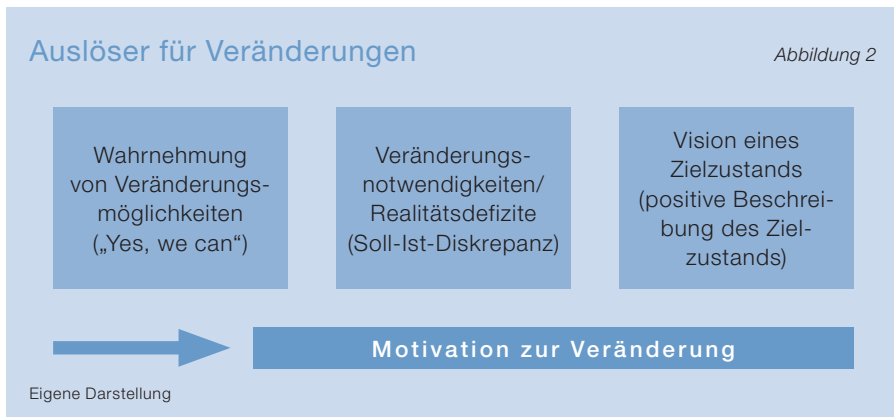 Auslöser für Veränderungen
Abbildung 2
Wahrnehmung
von Veränderungs-
möglichkeiten
(„Yes, we can“)
Veränderungs-
notwendigkeiten/
Realitätsdefizite
(Soll-Ist-Diskrepanz)
Vision eines
Zielzustands
(positive Beschrei-
bung des Ziel-
zustands)
Motivation zur Veränderung
Eigene Darstellung